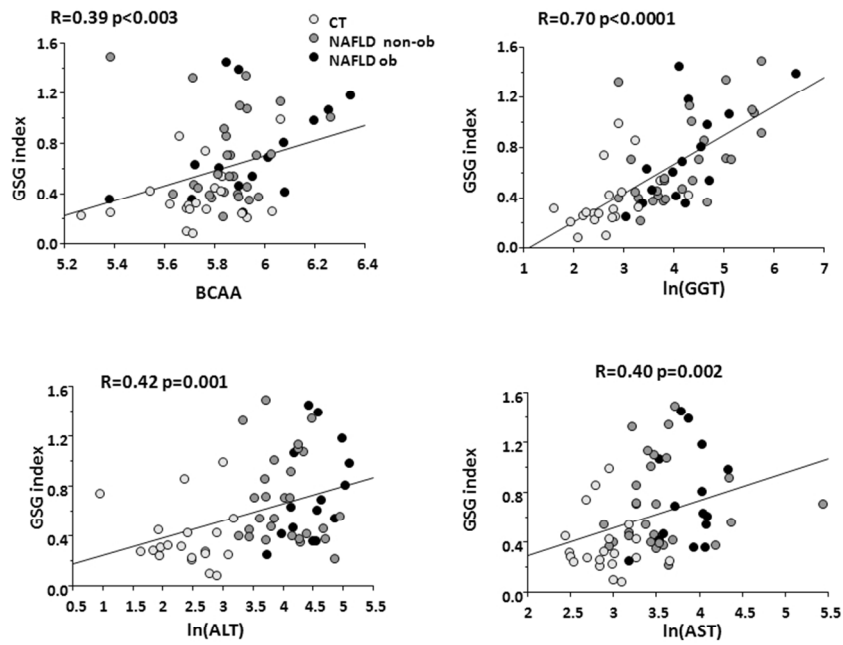 R=0.39 p<0.003
CT
NAFLD non-ob
NAFLD ob
GSG index
1.6
1.2
0.8
0.4
0.0
5.2 5.4 5.6 5.8 6 6.2 6.4
BCAA
R=0.70 p<0.0001
GSG index
1.6
1.2
0.8
0.4
0.0
1 2 3 4 5 6 7
ln(GGT)
R=0.42 p=0.001
GSG index
1.6
1.2
0.8
0.4
0.0
0.5 1 1.5 2 2.5 3 3.5 4 4.5 5 5.5
ln(ALT)
R=0.40 p=0.002
GSG index
1.6
1.2
0.8
0.4
0.0
2 2.5 3 3.5 4 4.5 5 5.5
ln(AST)